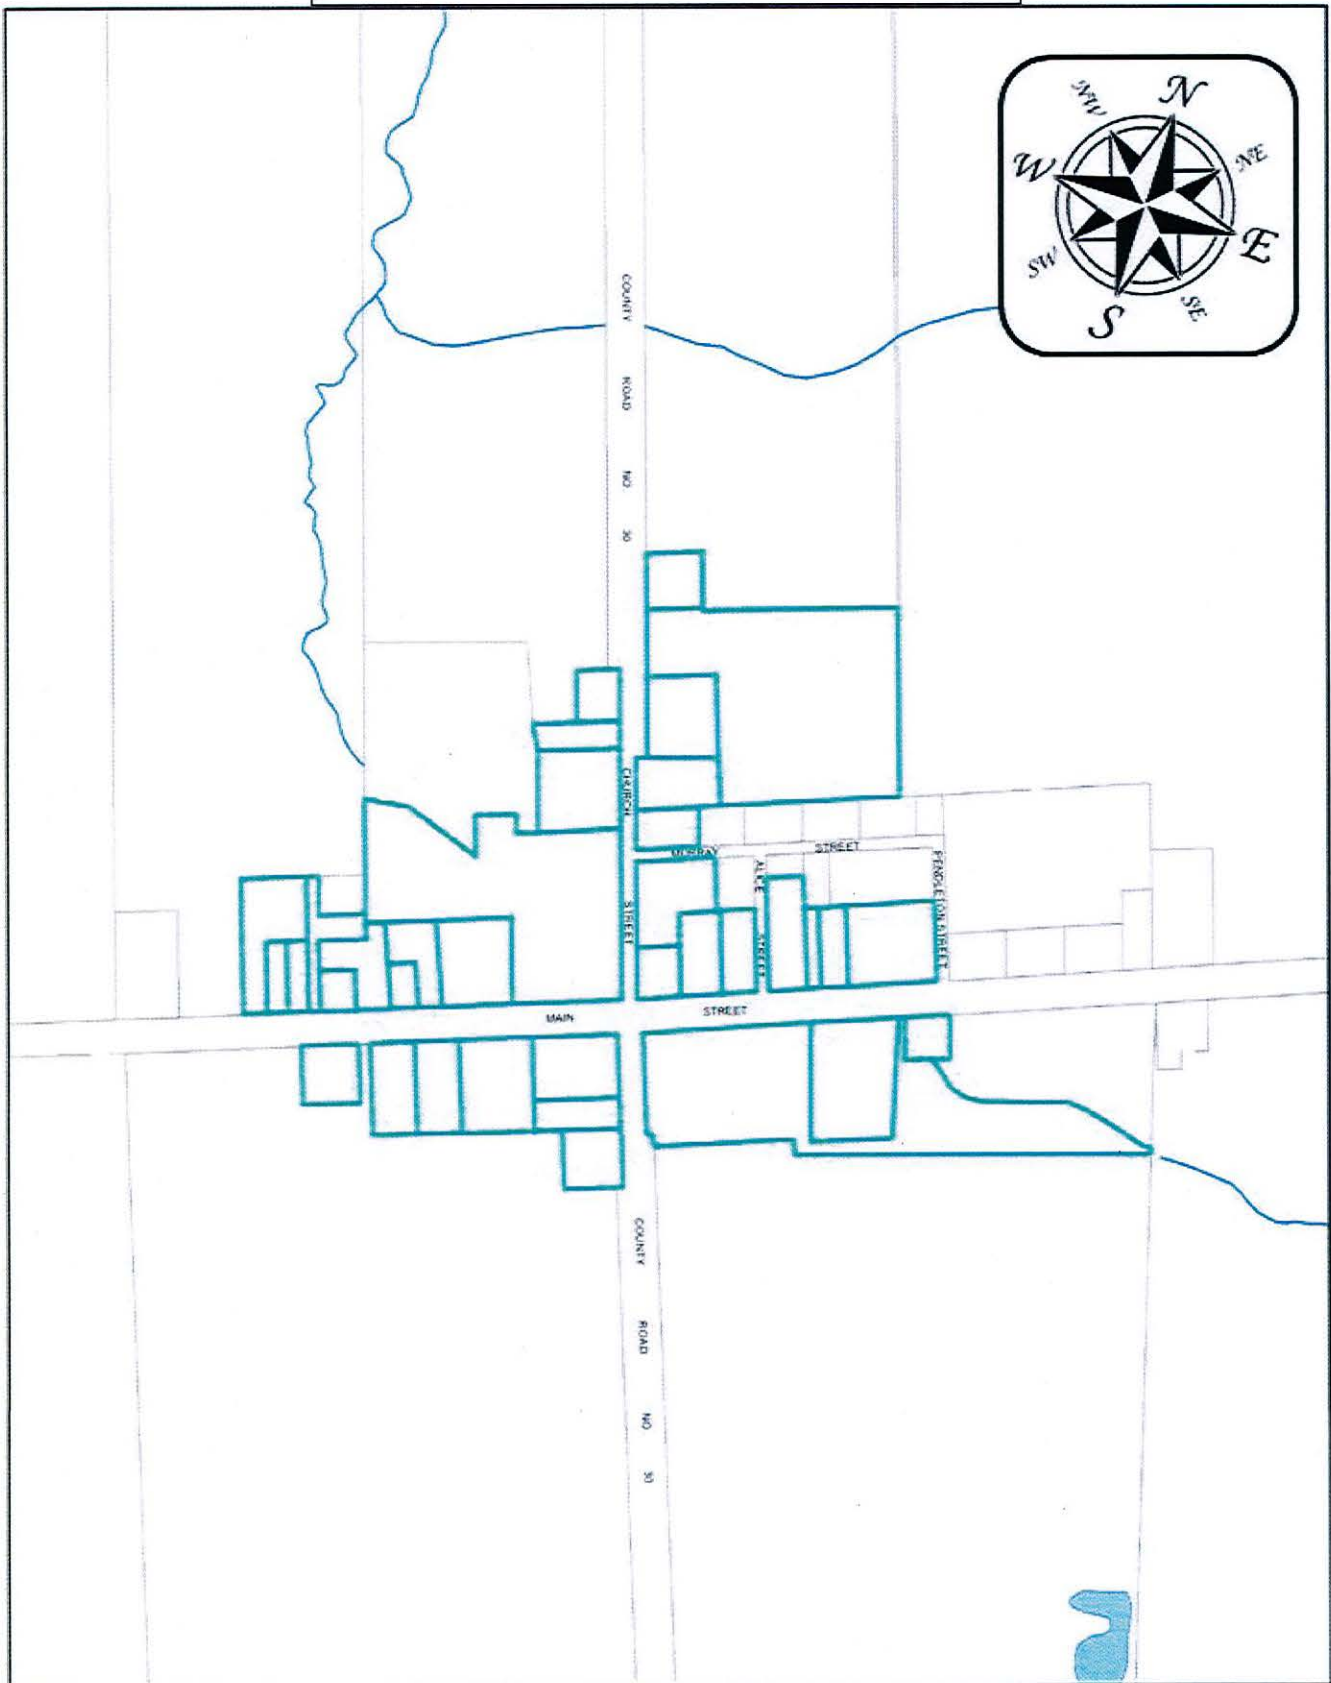 N
NW
NE
W
E
SW
SE
S
COUNTY ROAD NO 30
CHURCH STREET
MURRAY STREET
ALICE STREET
PENDLETON STREET
MAIN STREET
COUNTY ROAD NO 30